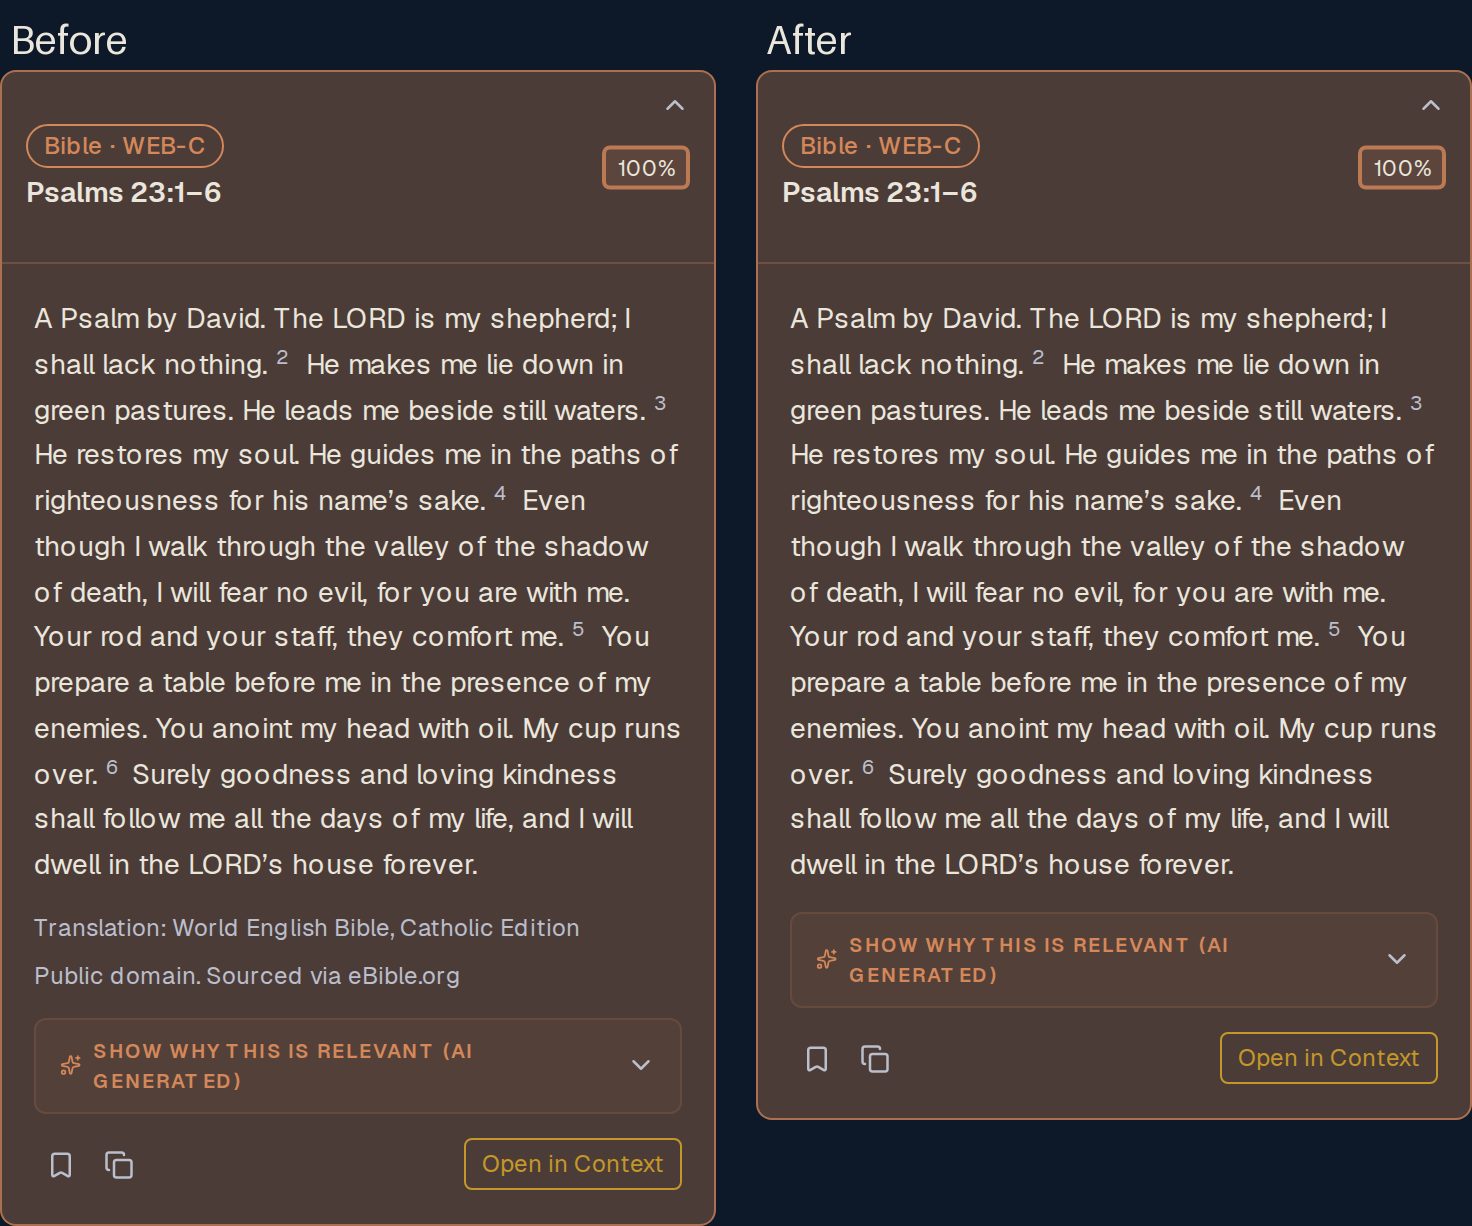 Before
Bible · WEB-C
100%
Psalms 23:1–6
A Psalm by David. The LORD is my shepherd; I
shall lack nothing. 2 He makes me lie down in
green pastures. He leads me beside still waters. 3
He restores my soul. He guides me in the paths of
righteousness for his name’s sake. 4 Even
though I walk through the valley of the shadow
of death, I will fear no evil, for you are with me.
Your rod and your staff, they comfort me. 5 You
prepare a table before me in the presence of my
enemies. You anoint my head with oil. My cup runs
over. 6 Surely goodness and loving kindness
shall follow me all the days of my life, and I will
dwell in the LORD’s house forever.
Translation: World English Bible, Catholic Edition
Public domain. Sourced via eBible.org
SHOW WHY THIS IS RELEVANT (AI
GENERATED)
Open in Context
After
Bible · WEB-C
100%
Psalms 23:1–6
A Psalm by David. The LORD is my shepherd; I
shall lack nothing. 2 He makes me lie down in
green pastures. He leads me beside still waters. 3
He restores my soul. He guides me in the paths of
righteousness for his name’s sake. 4 Even
though I walk through the valley of the shadow
of death, I will fear no evil, for you are with me.
Your rod and your staff, they comfort me. 5 You
prepare a table before me in the presence of my
enemies. You anoint my head with oil. My cup runs
over. 6 Surely goodness and loving kindness
shall follow me all the days of my life, and I will
dwell in the LORD’s house forever.
SHOW WHY THIS IS RELEVANT (AI
GENERATED)
Open in Context